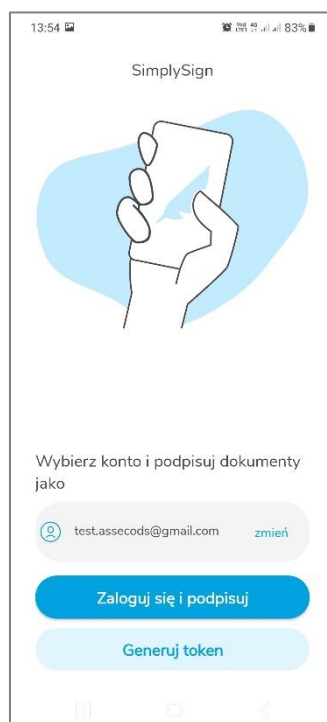 13:54 83%
SimplySign
Wybierz konto i podpisuj dokumenty
jako
test.assecods@gmail.com zmień
Zaloguj się i podpisuj
Generuj token